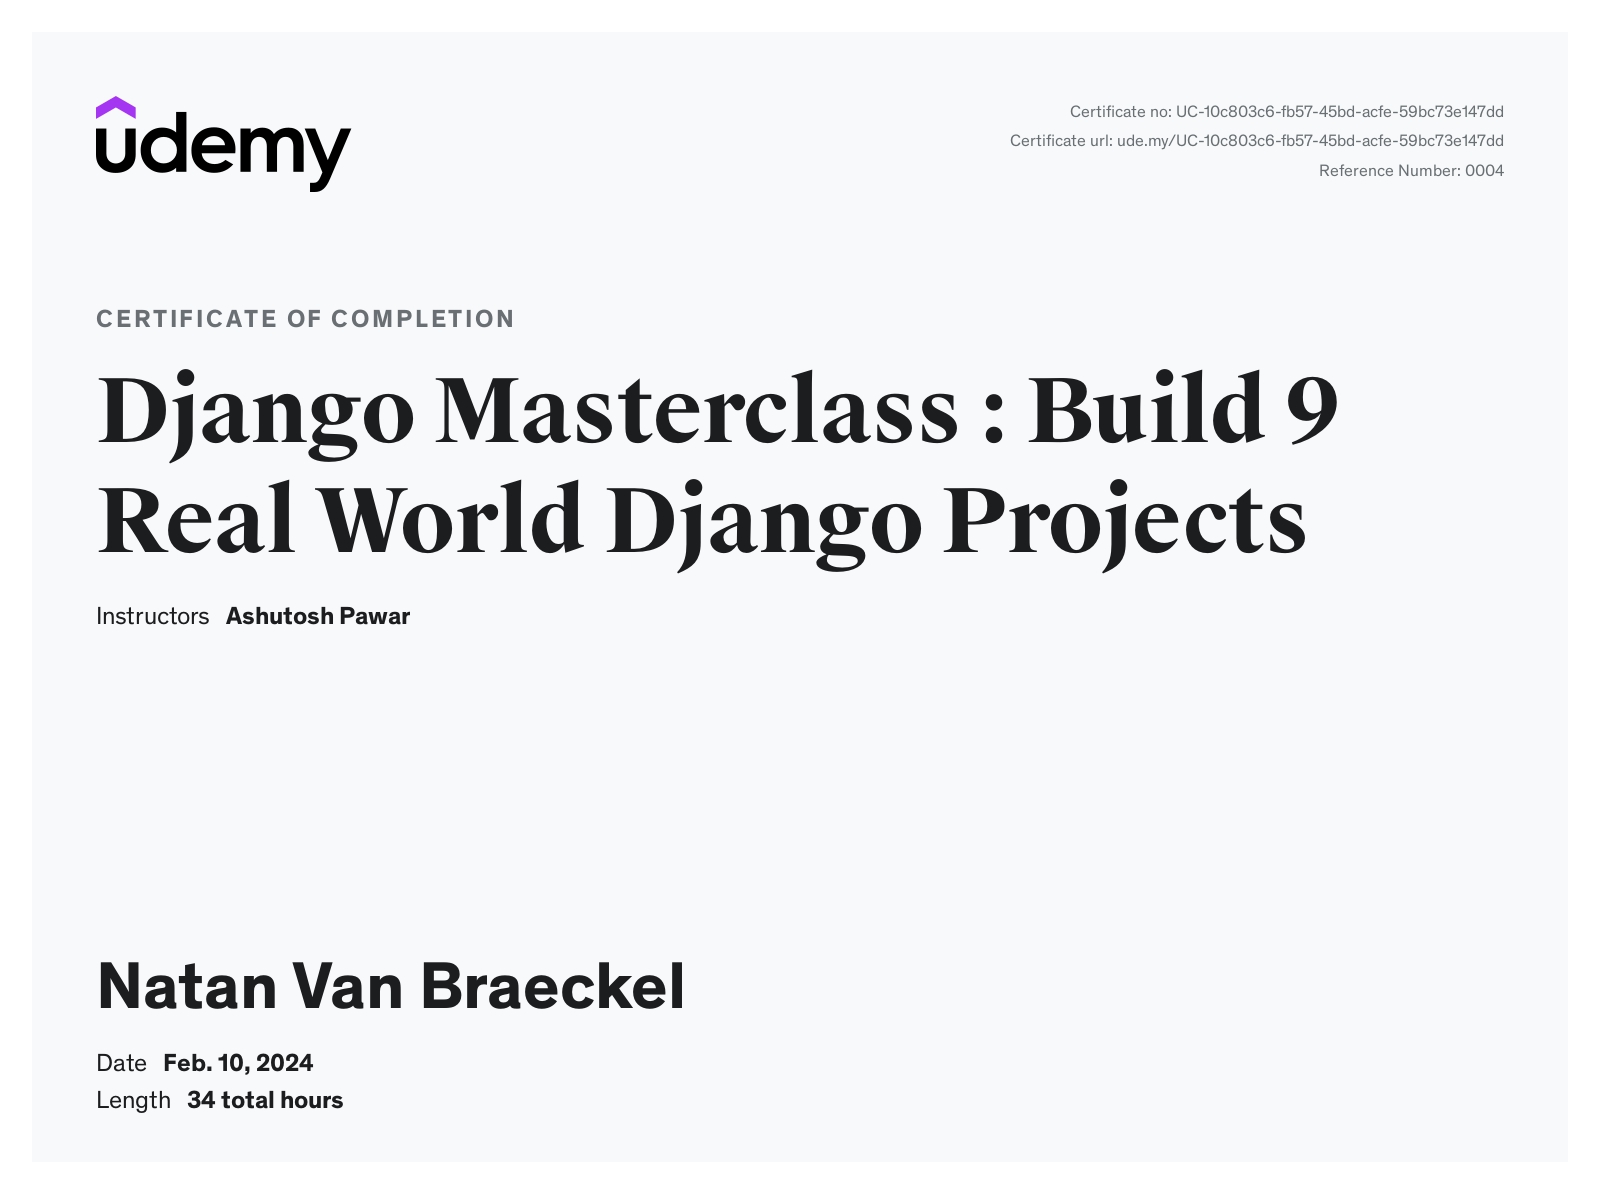 udemy
Certificate no: UC-10c803c6-fb57-45bd-acfe-59bc73e147dd
Certificate url: ude.my/UC-10c803c6-fb57-45bd-acfe-59bc73e147dd
Reference Number: 0004
CERTIFICATE OF COMPLETION
Django Masterclass : Build 9
Real World Django Projects
Instructors Ashutosh Pawar
Natan Van Braeckel
Date Feb. 10, 2024
Length 34 total hours